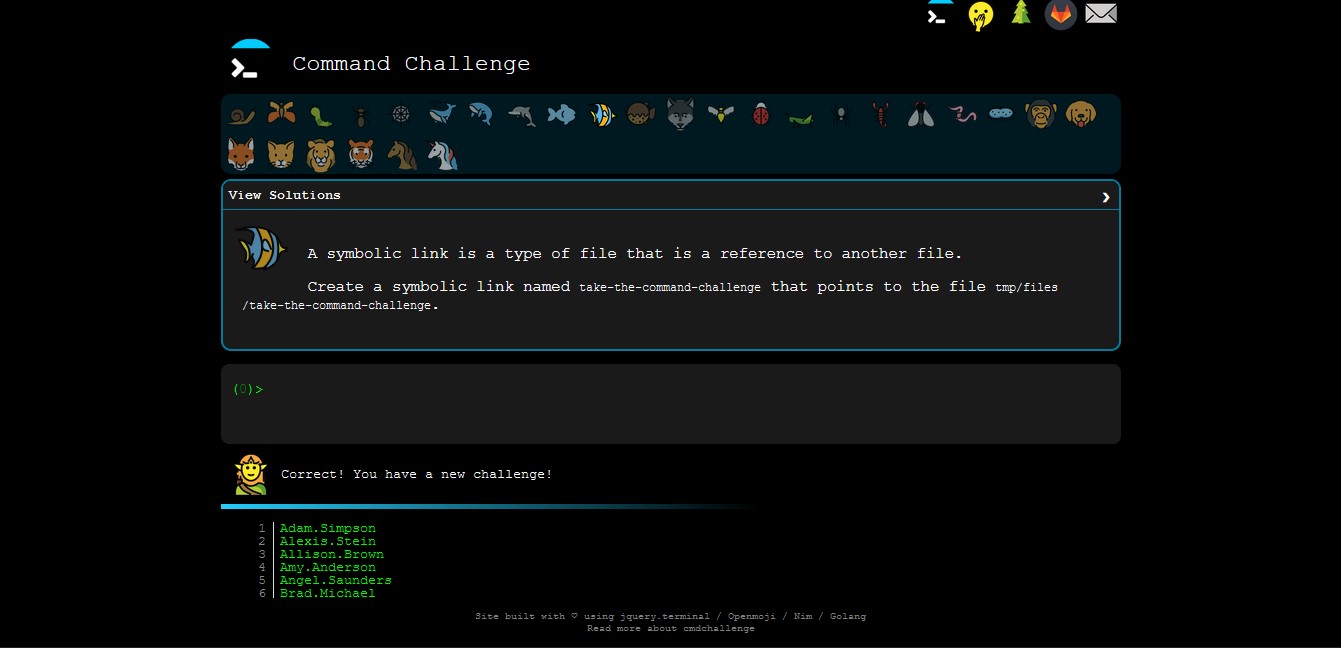 Command Challenge
View Solutions
A symbolic link is a type of file that is a reference to another file.
Create a symbolic link named take-the-command-challenge that points to the file tmp/files
/take-the-command-challenge.
(0)>
Correct! You have a new challenge!
1 Adam.Simpson
2 Alexis.Stein
3 Allison.Brown
4 Amy.Anderson
5 Angel.Saunders
6 Brad.Michael
Site built with ♡ using jquery.terminal / Openmoji / Nim / Golang
Read more about cmdchallenge